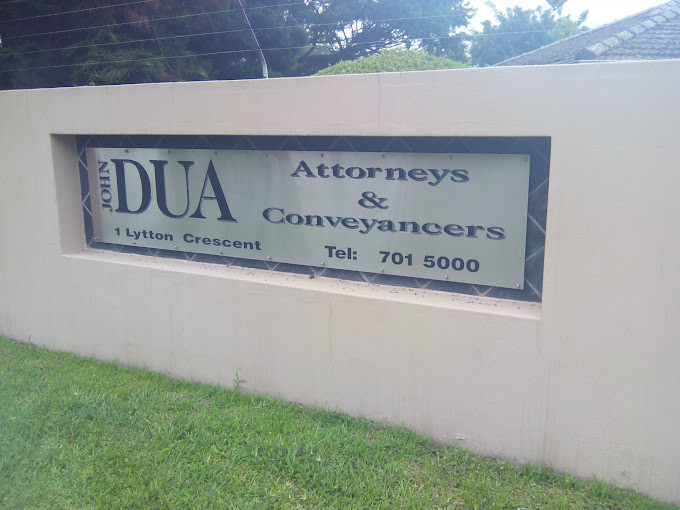 JOHN DUA
Attorneys
&
Conveyancers
1 Lytton Crescent
Tel: 701 5000